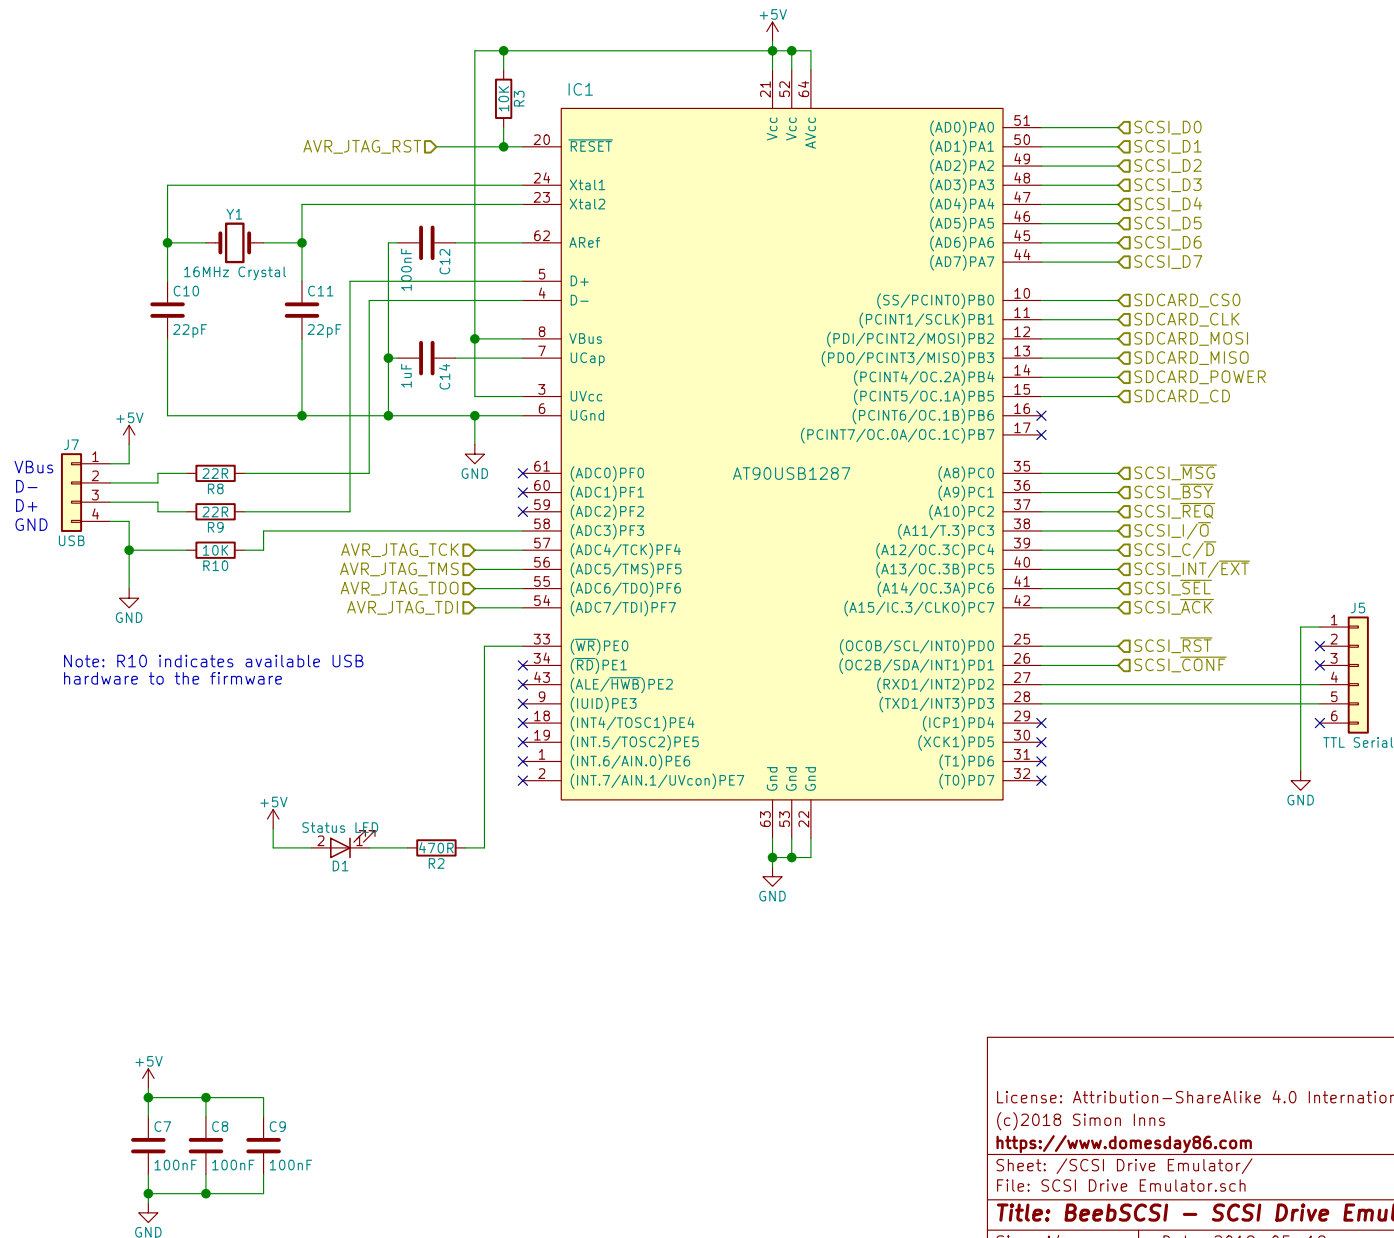 +5V
IC1
10K
R3
21
52
64
Vcc
Vcc
AVcc
AVR_JTAG_RST
20
RESET
24
Xtal1
23
Xtal2
Y1
16MHz Crystal
C10
22pF
C11
22pF
62
ARef
100nF
C12
5
D+
4
D-
8
VBus
7
UCap
1uF
C14
3
UVcc
6
UGnd
GND
+5V
J7
VBus
D-
D+
GND
1
2
3
4
USB
22R
R8
22R
R9
10K
R10
GND
61
(ADC0)PF0
60
(ADC1)PF1
59
(ADC2)PF2
58
(ADC3)PF3
AVR_JTAG_TCK
57
(ADC4/TCK)PF4
AVR_JTAG_TMS
56
(ADC5/TMS)PF5
AVR_JTAG_TDO
55
(ADC6/TDO)PF6
AVR_JTAG_TDI
54
(ADC7/TDI)PF7
AT90USB1287
33
(WR)PE0
34
(RD)PE1
43
(ALE/HWB)PE2
9
(IUID)PE3
18
(INT4/TOSC1)PE4
19
(INT.5/TOSC2)PE5
1
(INT.6/AIN.0)PE6
2
(INT.7/AIN.1/UVcon)PE7
Note: R10 indicates available USB
hardware to the firmware
+5V
Status LED
2
1
D1
470R
R2
(AD0)PA0
51
SCSI_D0
(AD1)PA1
50
SCSI_D1
(AD2)PA2
49
SCSI_D2
(AD3)PA3
48
SCSI_D3
(AD4)PA4
47
SCSI_D4
(AD5)PA5
46
SCSI_D5
(AD6)PA6
45
SCSI_D6
(AD7)PA7
44
SCSI_D7
(SS/PCINT0)PB0
10
SDCARD_CS0
(PCINT1/SCLK)PB1
11
SDCARD_CLK
(PDI/PCINT2/MOSI)PB2
12
SDCARD_MOSI
(PDO/PCINT3/MISO)PB3
13
SDCARD_MISO
(PCINT4/OC.2A)PB4
14
SDCARD_POWER
(PCINT5/OC.1A)PB5
15
SDCARD_CD
(PCINT6/OC.1B)PB6
16
(PCINT7/OC.0A/OC.1C)PB7
17
(A8)PC0
35
SCSI_MSG
(A9)PC1
36
SCSI_BSY
(A10)PC2
37
SCSI_REQ
(A11/T.3)PC3
38
SCSI_I/O
(A12/OC.3C)PC4
39
SCSI_C/D
(A13/OC.3B)PC5
40
SCSI_INT/EXT
(A14/OC.3A)PC6
41
SCSI_SEL
(A15/IC.3/CLKO)PC7
42
SCSI_ACK
(OC0B/SCL/INT0)PD0
25
SCSI_RST
(OC2B/SDA/INT1)PD1
26
SCSI_CONF
(RXD1/INT2)PD2
27
(TXD1/INT3)PD3
28
(ICP1)PD4
29
(XCK1)PD5
30
(T1)PD6
31
(T0)PD7
32
J5
1
2
3
4
5
6
TTL Serial
GND
Gnd
Gnd
Gnd
63
53
22
GND
+5V
C7
100nF
C8
100nF
C9
100nF
GND
License: Attribution-ShareAlike 4.0 Internation
(c)2018 Simon Inns
https://www.domesday86.com
Sheet: /SCSI Drive Emulator/
File: SCSI Drive Emulator.sch
Title: BeebSCSI - SCSI Drive Emul